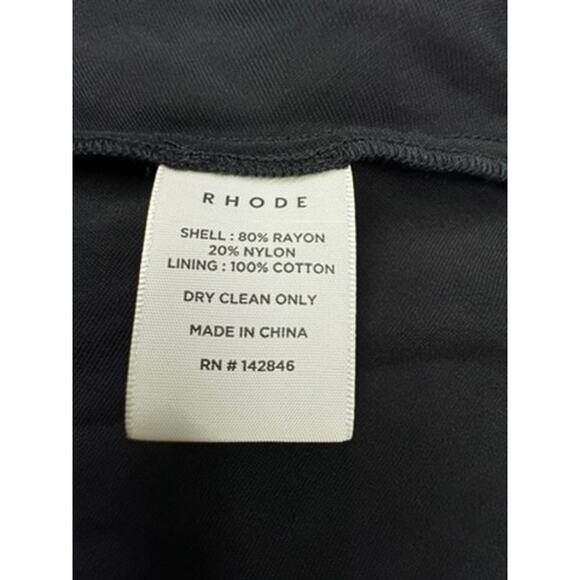 RHODE
SHELL : 80% RAYON
20% NYLON
LINING : 100% COTTON
DRY CLEAN ONLY
MADE IN CHINA
RN # 142846